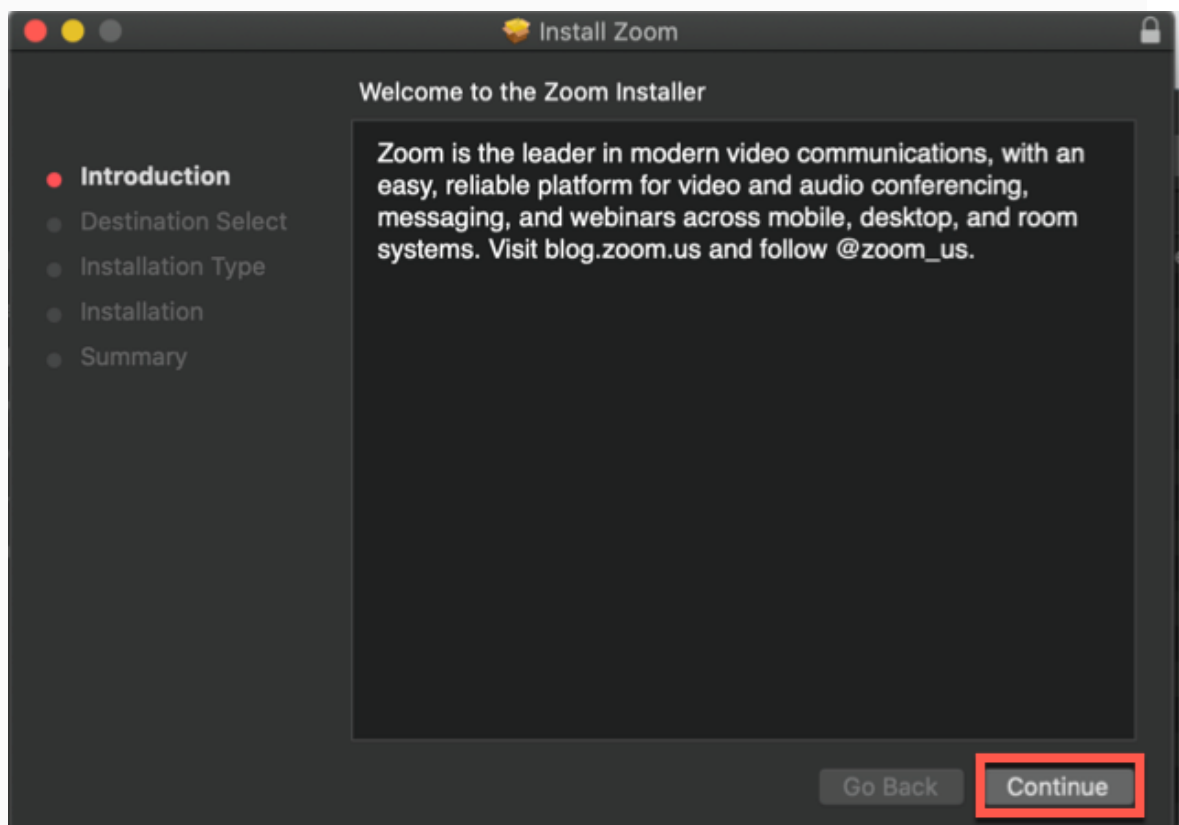 Install Zoom
Welcome to the Zoom Installer
Introduction
Destination Select
Installation Type
Installation
Summary
Zoom is the leader in modern video communications, with an
easy, reliable platform for video and audio conferencing,
messaging, and webinars across mobile, desktop, and room
systems. Visit blog.zoom.us and follow @zoom_us.
Go Back
Continue